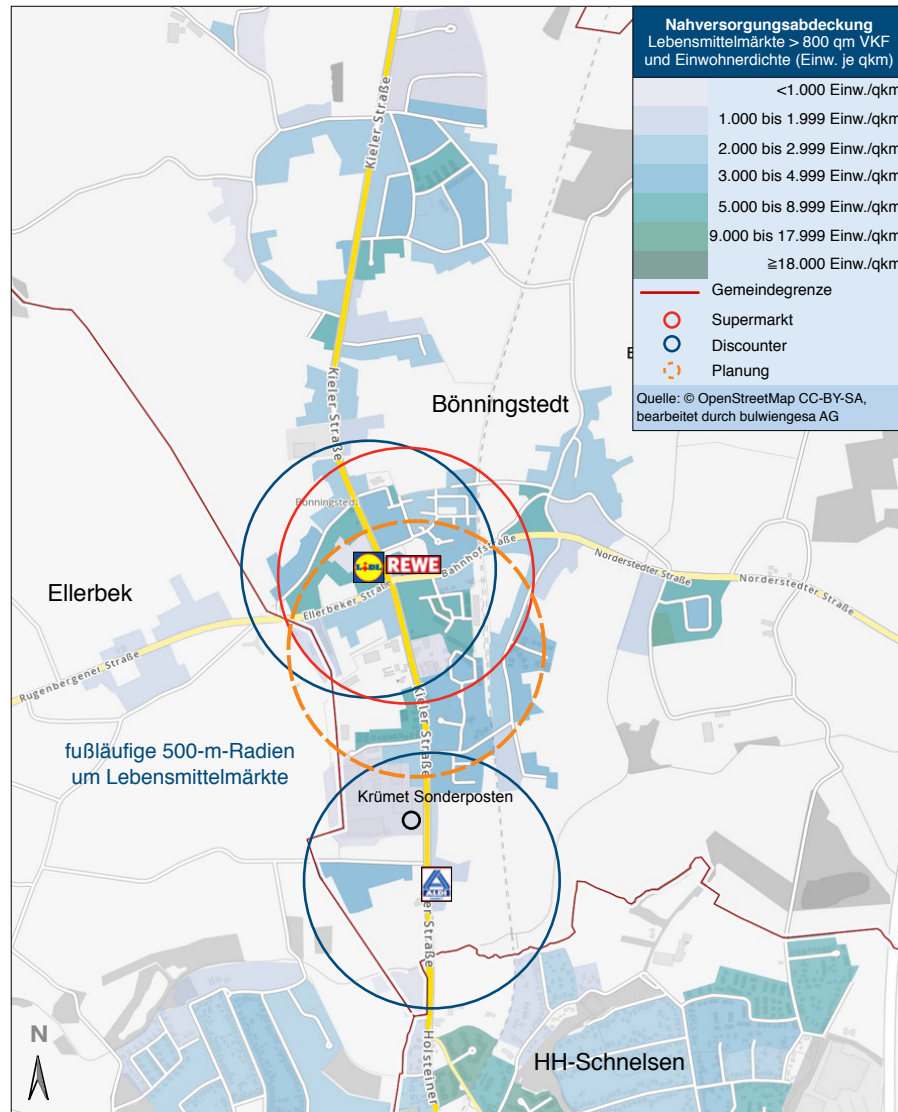 Nahversorgungsabdeckung
Lebensmittelmärkte > 800 qm VKF
und Einwohnerdichte (Einw. je qkm)
<1.000 Einw./qkm
1.000 bis 1.999 Einw./qkm
2.000 bis 2.999 Einw./qkm
3.000 bis 4.999 Einw./qkm
5.000 bis 8.999 Einw./qkm
9.000 bis 17.999 Einw./qkm
≧18.000 Einw./qkm
Gemeindegrenze
Supermarkt
Discounter
Planung
Quelle: © OpenStreetMap CC-BY-SA,
bearbeitet durch bulwiengesa AG
Kieler Straße
Kieler Straße
Bönningstedt
Bönningsted
LIDL
REWE
Bahnhofstraße
Norderstedter Straße
Norderstedter Straße
Ellerbek
Ellerbeker Straße
Rugenbergener Straße
Kieler Straße
fußläufige 500-m-Radien
um Lebensmittelmärkte
Krümet Sonderposten
ALDI
er Straße
N
Holsteiner
HH-Schnelsen